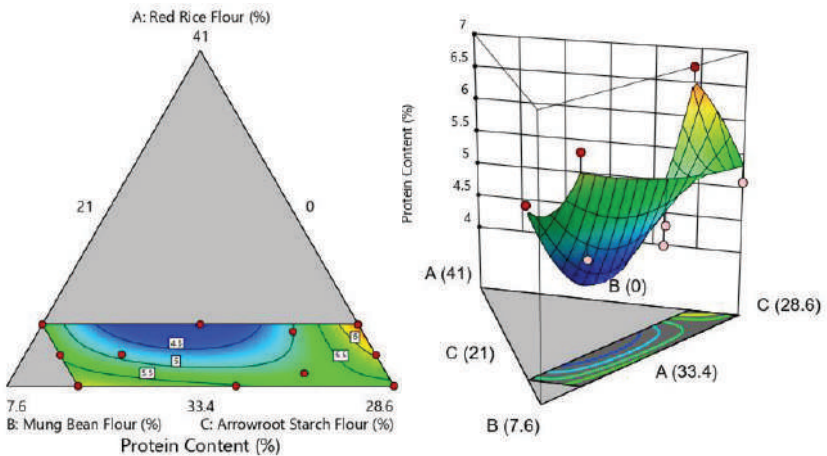 A: Red Rice Flour (%)
41
21
0
4.5
5
5.5
5.5
6
7.6
33.4
28.6
B: Mung Bean Flour (%)
C: Arrowroot Starch Flour (%)
Protein Content (%)
7
6.5
6
5.5
5
4.5
4
Protein Content (%)
A (41)
B (0)
C (28.6)
C (21)
A (33.4)
B (7.6)